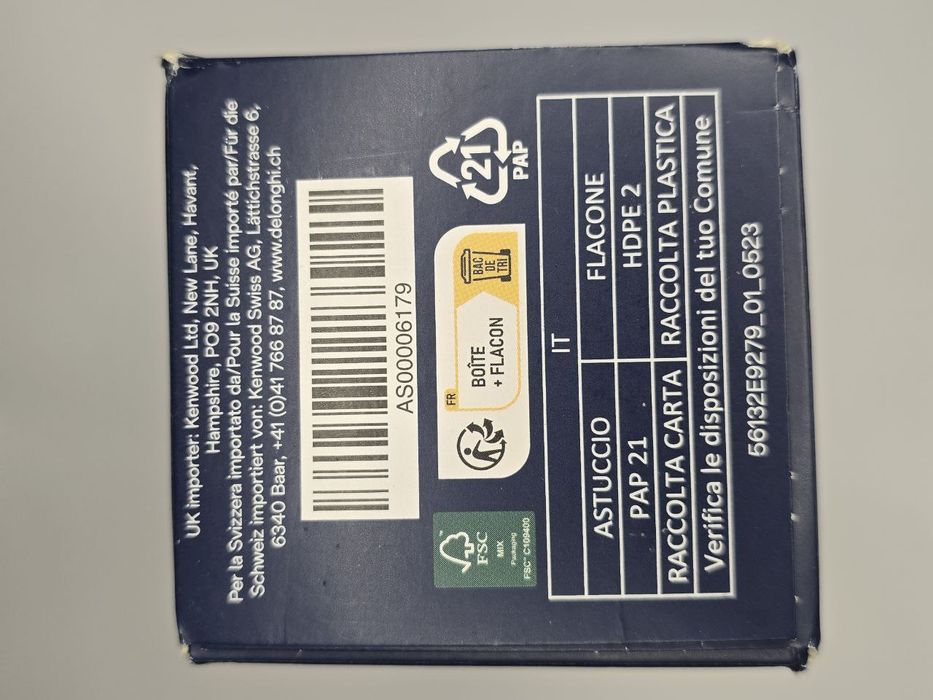 UK importer: Kenwood Ltd, New Lane, Havant,
Hampshire, PO9 2NH, UK
Per la Svizzera importato da/Pour la Suisse importé par/Für die
Schweiz importiert von: Kenwood Swiss AG, Lättichstrasse 6,
6340 Baar, +41 (0)41 766 87 87, www.delonghi.ch
AS00006179
FSC
MIX
Packaging
FSC™ C109400
FR
BOÎTE
+ FLACON
BAC
DE
TRI
21
PAP
IT
ASTUCCIO FLACONE
PAP 21 HDPE 2
RACCOLTA CARTA RACCOLTA PLASTICA
Verifica le disposizioni del tuo Comune
56132E9279_01_0523